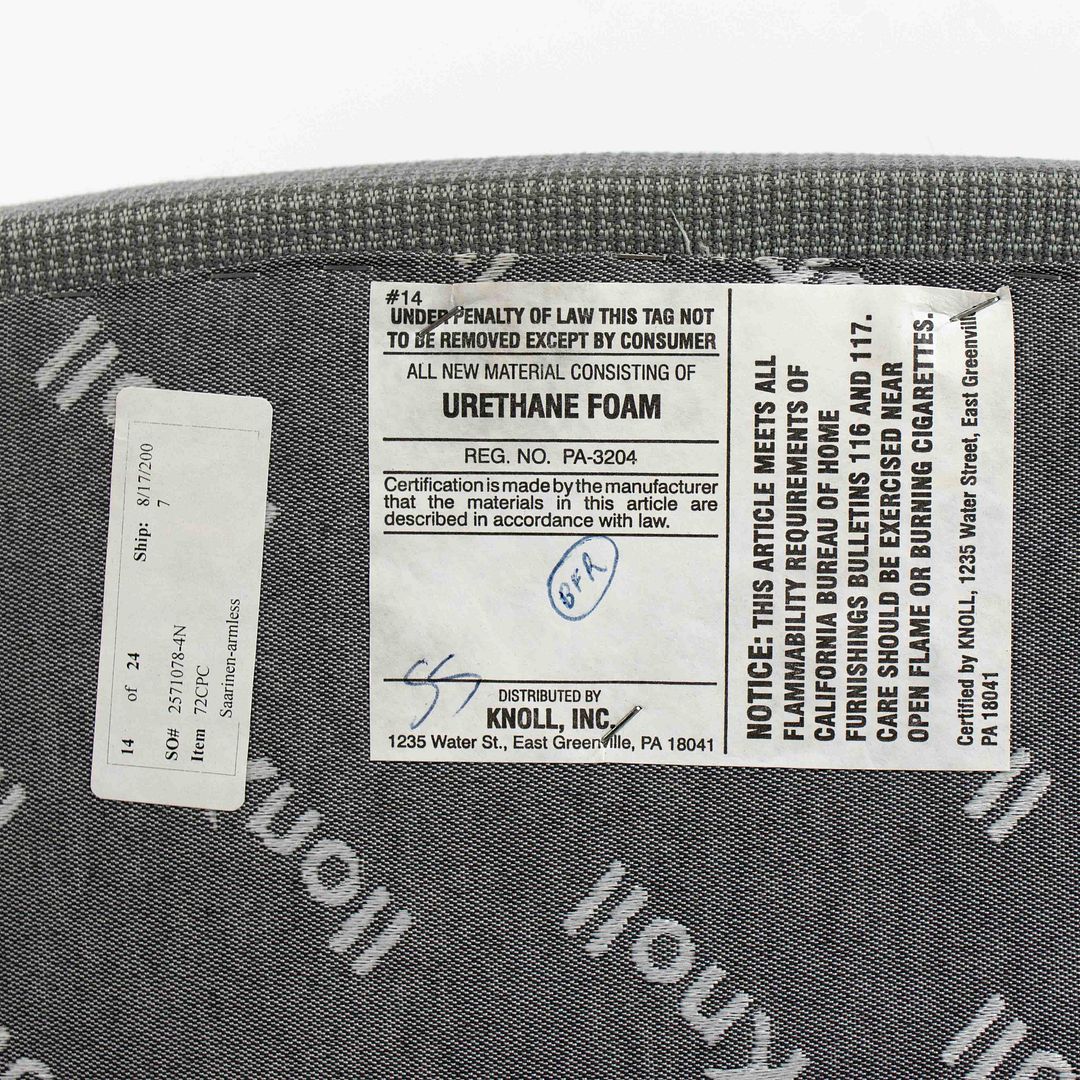 14 of 24 Ship: 8/17/200
7
SO# 2571078-4N
Item 72CPC
Saarinen-armless
#14
UNDER PENALTY OF LAW THIS TAG NOT
TO BE REMOVED EXCEPT BY CONSUMER
ALL NEW MATERIAL CONSISTING OF
URETHANE FOAM
REG. NO. PA-3204
Certification is made by the manufacturer
that the materials in this article are
described in accordance with law.
BFR
DISTRIBUTED BY
KNOLL, INC.
1235 Water St., East Greenville, PA 18041
NOTICE: THIS ARTICLE MEETS ALL
FLAMMABILITY REQUIREMENTS OF
CALIFORNIA BUREAU OF HOME
FURNISHINGS BULLETINS 116 AND 117.
CARE SHOULD BE EXERCISED NEAR
OPEN FLAME OR BURNING CIGARETTES.
Certified by KNOLL, 1235 Water Street, East Greenville
PA 18041
Knoll
Knoll